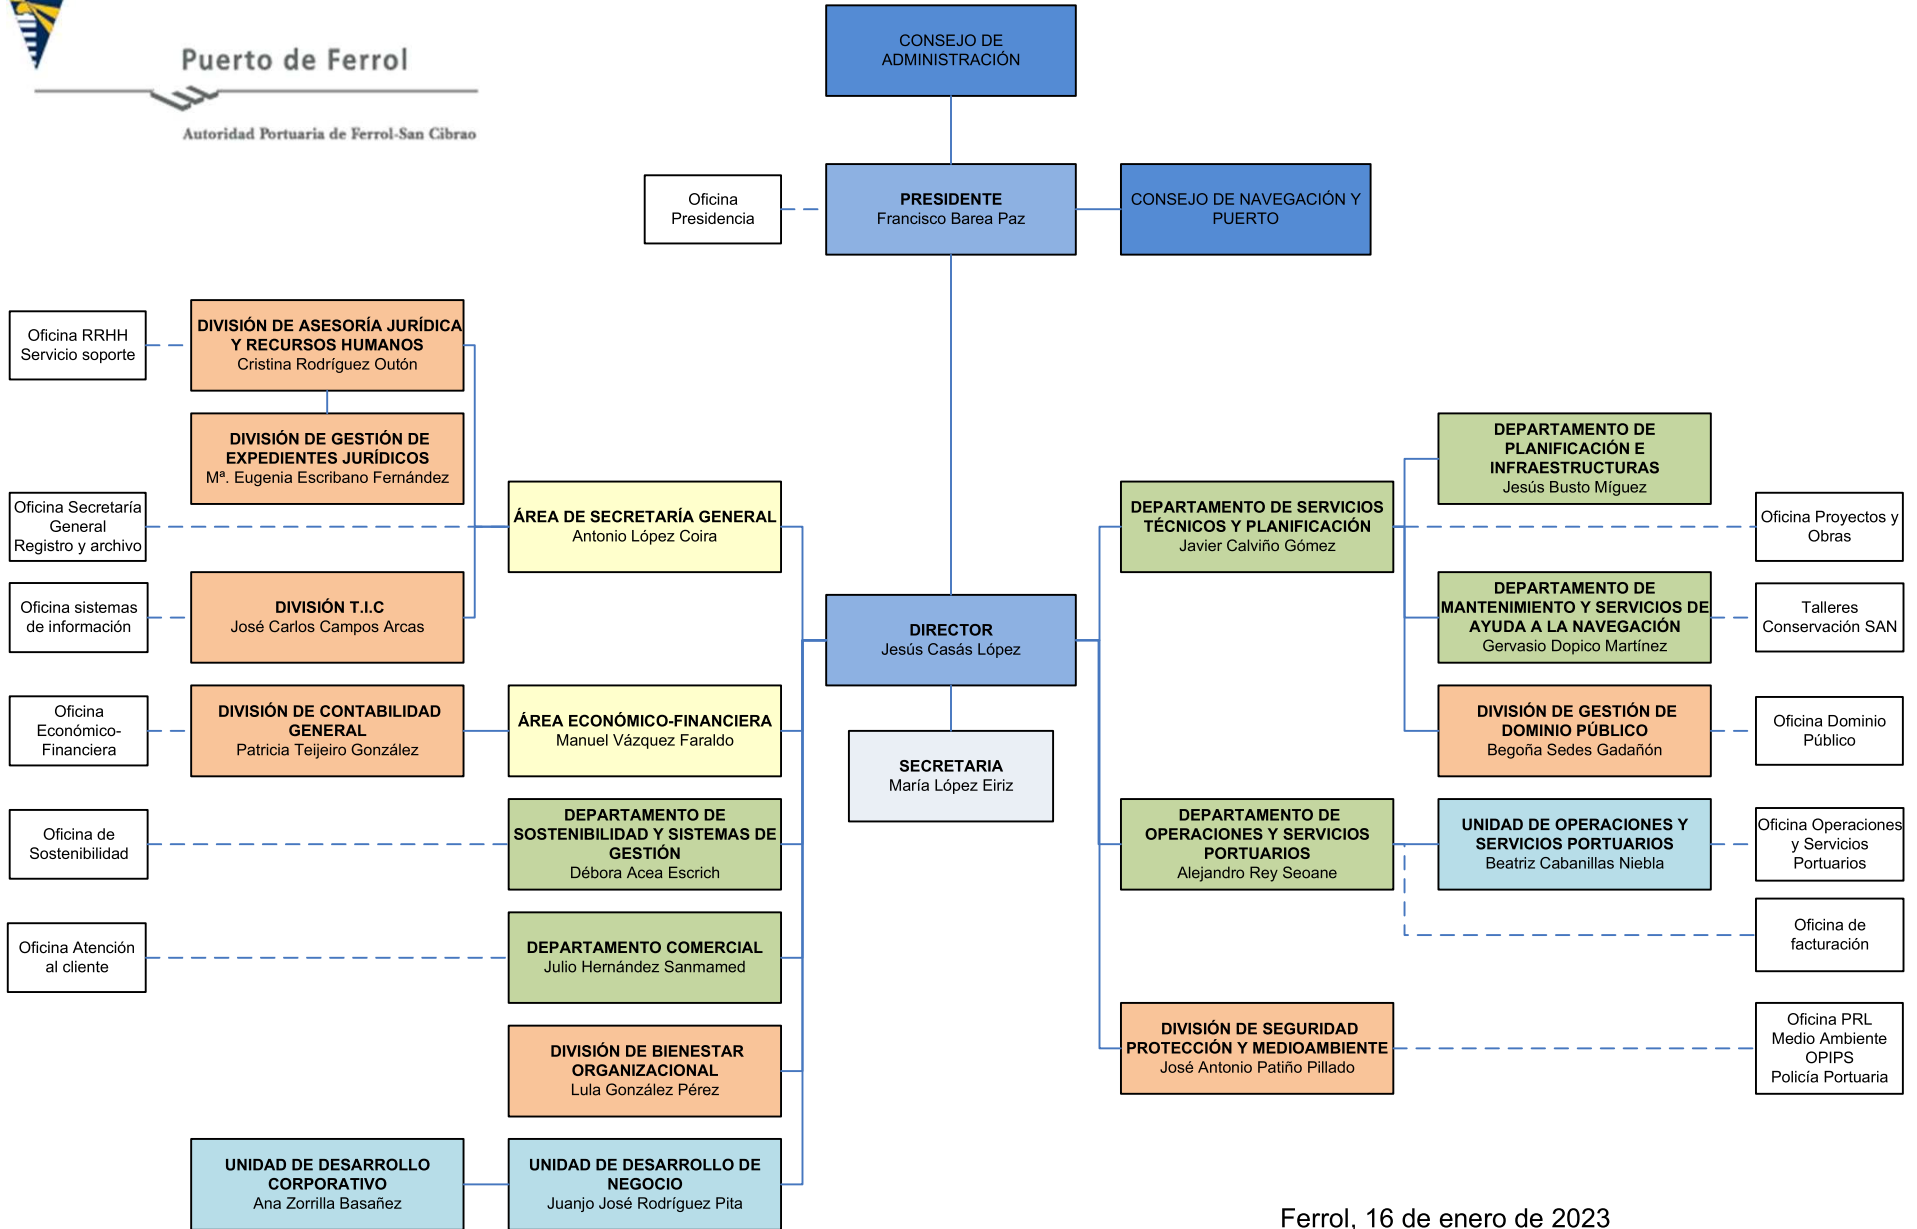 Puerto de Ferrol
Autoridad Portuaria de Ferrol-San Cibrao
CONSEJO DE
ADMINISTRACIÓN
Oficina
Presidencia
PRESIDENTE
Francisco Barea Paz
CONSEJO DE NAVEGACIÓN Y
PUERTO
Oficina RRHH
Servicio soporte
DIVISIÓN DE ASESORÍA JURÍDICA
Y RECURSOS HUMANOS
Cristina Rodríguez Outón
DIVISIÓN DE GESTIÓN DE
EXPEDIENTES JURÍDICOS
Mª. Eugenia Escribano Fernández
Oficina Secretaría
General
Registro y archivo
ÁREA DE SECRETARÍA GENERAL
Antonio López Coira
Oficina sistemas
de información
DIVISIÓN T.I.C
José Carlos Campos Arcas
Oficina
Económico-
Financiera
DIVISIÓN DE CONTABILIDAD
GENERAL
Patricia Teijeiro González
ÁREA ECONÓMICO-FINANCIERA
Manuel Vázquez Faraldo
Oficina de
Sostenibilidad
DEPARTAMENTO DE
SOSTENIBILIDAD Y SISTEMAS DE
GESTIÓN
Débora Acea Escrich
Oficina Atención
al cliente
DEPARTAMENTO COMERCIAL
Julio Hernández Sanmamed
DIVISIÓN DE BIENESTAR
ORGANIZACIONAL
Lula González Pérez
UNIDAD DE DESARROLLO
CORPORATIVO
Ana Zorrilla Basañez
UNIDAD DE DESARROLLO DE
NEGOCIO
Juanjo José Rodríguez Pita
DIRECTOR
Jesús Casás López
SECRETARIA
María López Eiriz
DEPARTAMENTO DE SERVICIOS
TÉCNICOS Y PLANIFICACIÓN
Javier Calviño Gómez
DEPARTAMENTO DE
PLANIFICACIÓN E
INFRAESTRUCTURAS
Jesús Busto Míguez
Oficina Proyectos y
Obras
DEPARTAMENTO DE
MANTENIMIENTO Y SERVICIOS DE
AYUDA A LA NAVEGACIÓN
Gervasio Dopico Martínez
Talleres
Conservación SAN
DIVISIÓN DE GESTIÓN DE
DOMINIO PÚBLICO
Begoña Sedes Gadañón
Oficina Dominio
Público
DEPARTAMENTO DE
OPERACIONES Y SERVICIOS
PORTUARIOS
Alejandro Rey Seoane
UNIDAD DE OPERACIONES Y
SERVICIOS PORTUARIOS
Beatriz Cabanillas Niebla
Oficina Operaciones
y Servicios
Portuarios
Oficina de
facturación
DIVISIÓN DE SEGURIDAD
PROTECCIÓN Y MEDIOAMBIENTE
José Antonio Patiño Pillado
Oficina PRL
Medio Ambiente
OPIPS
Policía Portuaria
Ferrol, 16 de enero de 2023